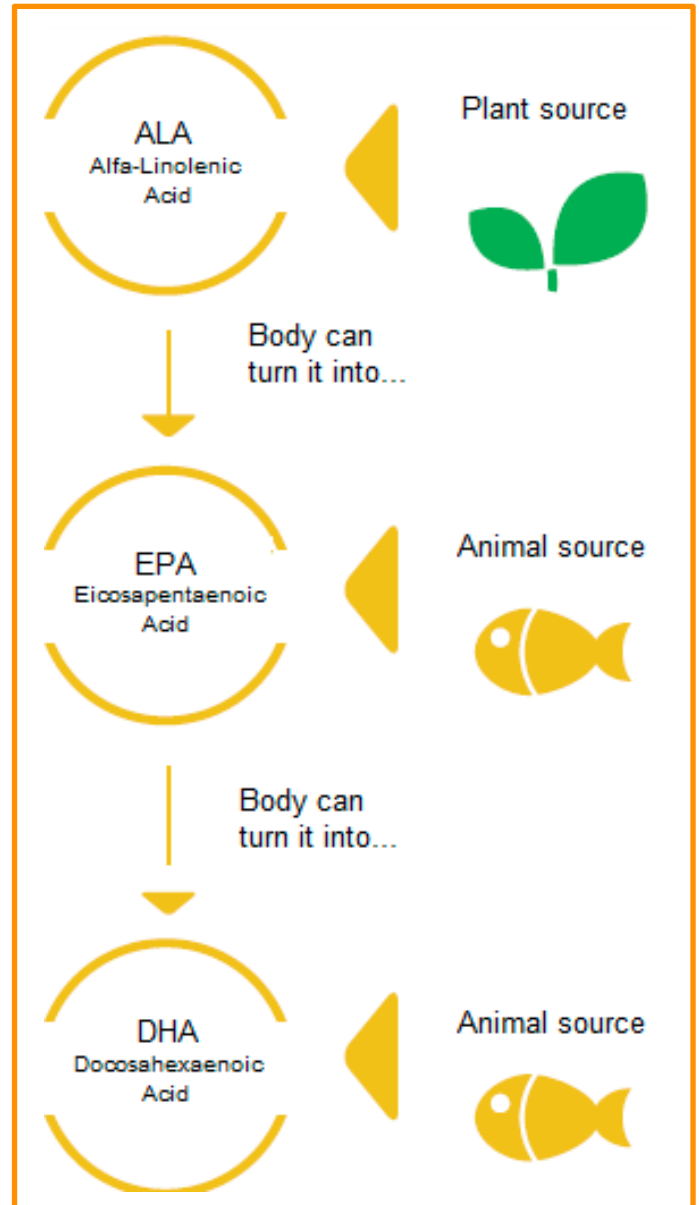 ALA
Alfa-Linolenic
Acid
Plant source
Body can
turn it into...
EPA
Eicosapentaenoic
Acid
Animal source
Body can
turn it into...
DHA
Docosahexaenoic
Acid
Animal source